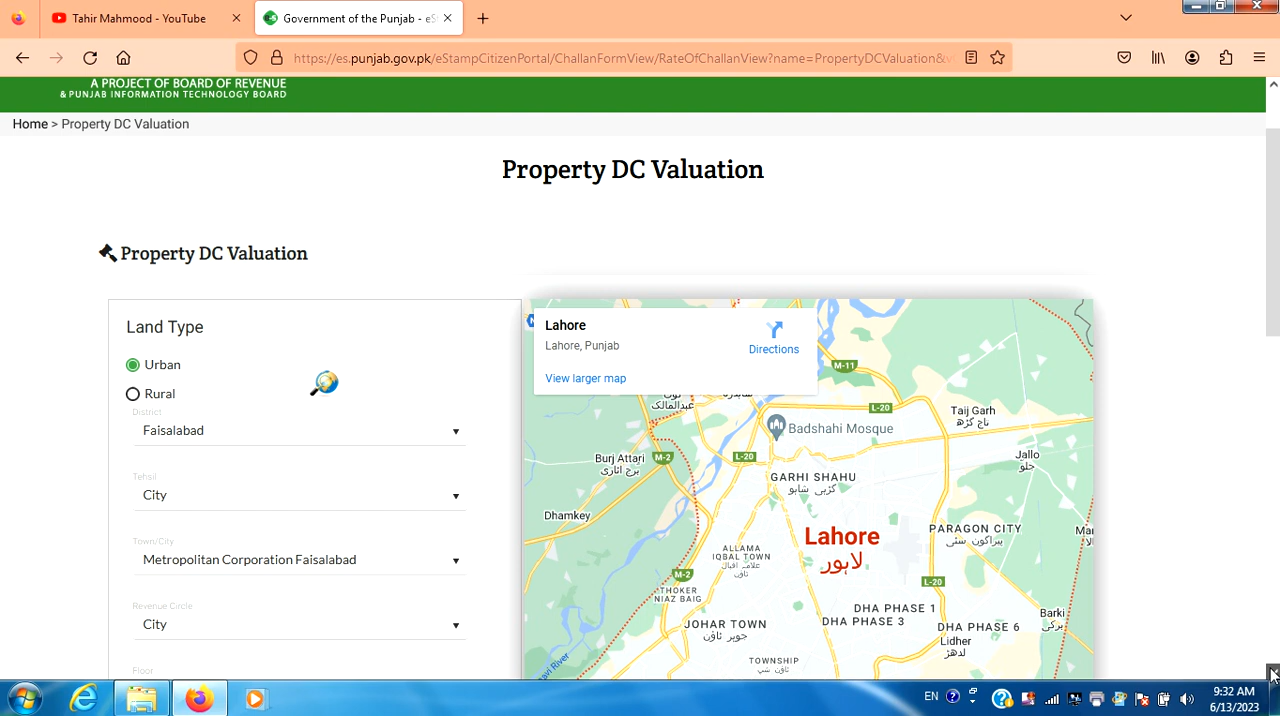 Tahir Mahmood - YouTube
Government of the Punjab - eS
https://es.punjab.gov.pk/eStampCitizenPortal/ChallanFormView/RateOfChallanView?name=PropertyDCValuation&
A PROJECT OF BOARD OF REVENUE
& PUNJAB INFORMATION TECHNOLOGY BOARD
Home > Property DC Valuation
Property DC Valuation
Property DC Valuation
Land Type
Urban
Rural
District
Faisalabad
Tehsil
City
Town/City
Metropolitan Corporation Faisalabad
Revenue Circle
City
Floor
Lahore
Lahore, Punjab
Directions
View larger map
M-11
عبدالمالک
L-20
Taij Garh
تاج گڑھ
Badshahi Mosque
Burj Attari
برج اٹاری
M-2
L-20
Jallo
جلو
GARHI SHAHU
گڑہی شاہو
Dhamkey
Lahore
لاہور
PARAGON CITY
پیراگون سٹی
ALLAMA
IQBAL TOWN
علامہ اقبال
ٹاؤن
M-2
THOKER
NIAZ BAIG
L-20
DHA PHASE 1
DHA PHASE 3
Barki
برکی
JOHAR TOWN
جوہر ٹاؤن
DHA PHASE 6
Lidher
لدھڑ
TOWNSHIP
ٹاؤن شپ
avi River
EN
9:32 AM
6/13/2023